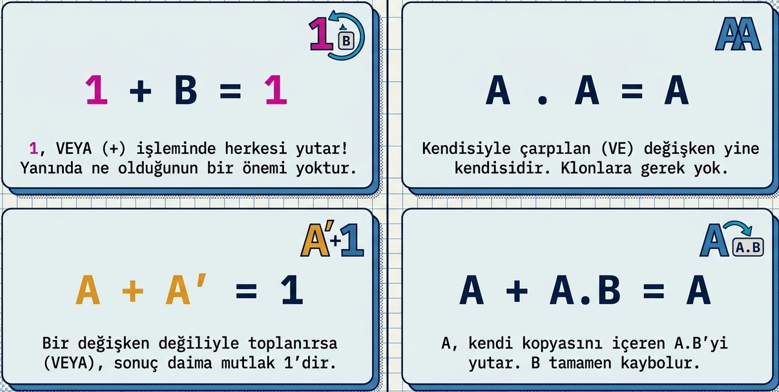 1 B
1 + B = 1
1, VEYA (+) işleminde herkesi yutar!
Yanında ne olduğunun bir önemi yoktur.
AA
A . A = A
Kendisiyle çarpılan (VE) değişken yine
kendisidir. Klonlara gerek yok.
A′+1
A + A′ = 1
Bir değişken değiliyle toplanırsa
(VEYA), sonuç daima mutlak 1’dir.
A A.B
A + A.B = A
A, kendi kopyasını içeren A.B’yi
yutar. B tamamen kaybolur.